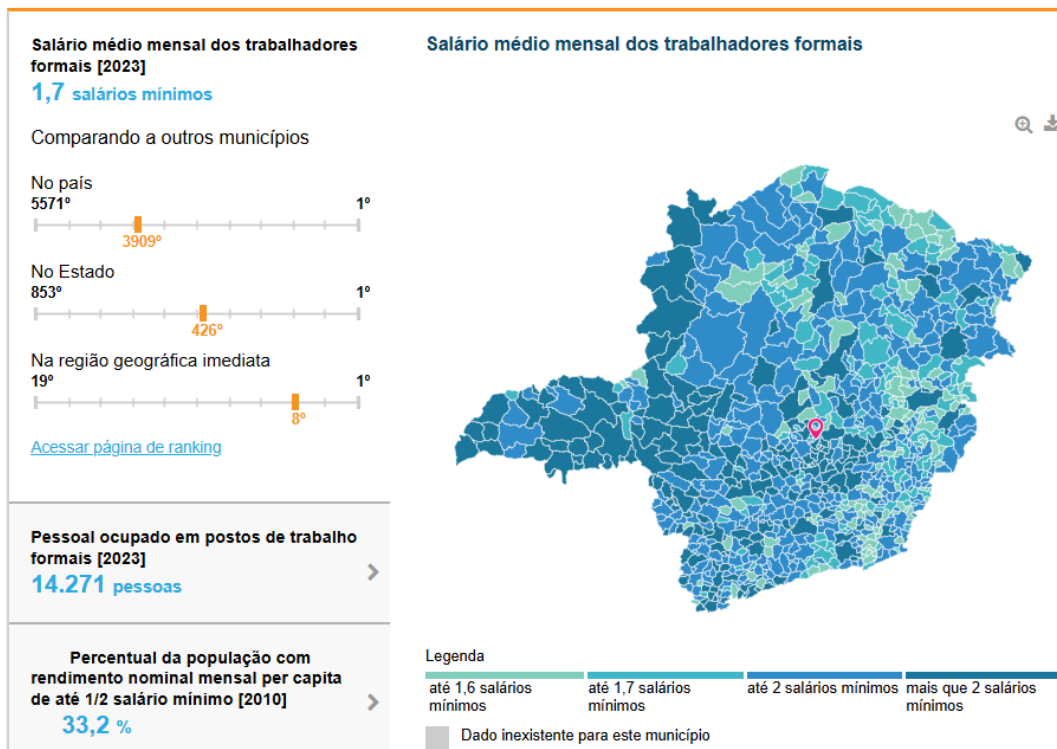 Salário médio mensal dos trabalhadores
formais [2023]
1,7 salários mínimos
Comparando a outros municípios
No país
5571º 1º
3909º
No Estado
853º 1º
426º
Na região geográfica imediata
19º 1º
8º
Acessar página de ranking
Pessoal ocupado em postos de trabalho
formais [2023]
14.271 pessoas
Percentual da população com
rendimento nominal mensal per capita
de até 1/2 salário mínimo [2010]
33,2 %
Salário médio mensal dos trabalhadores formais
Legenda
até 1,6 salários
mínimos
até 1,7 salários
mínimos
até 2 salários mínimos
mais que 2 salários
mínimos
Dado inexistente para este município